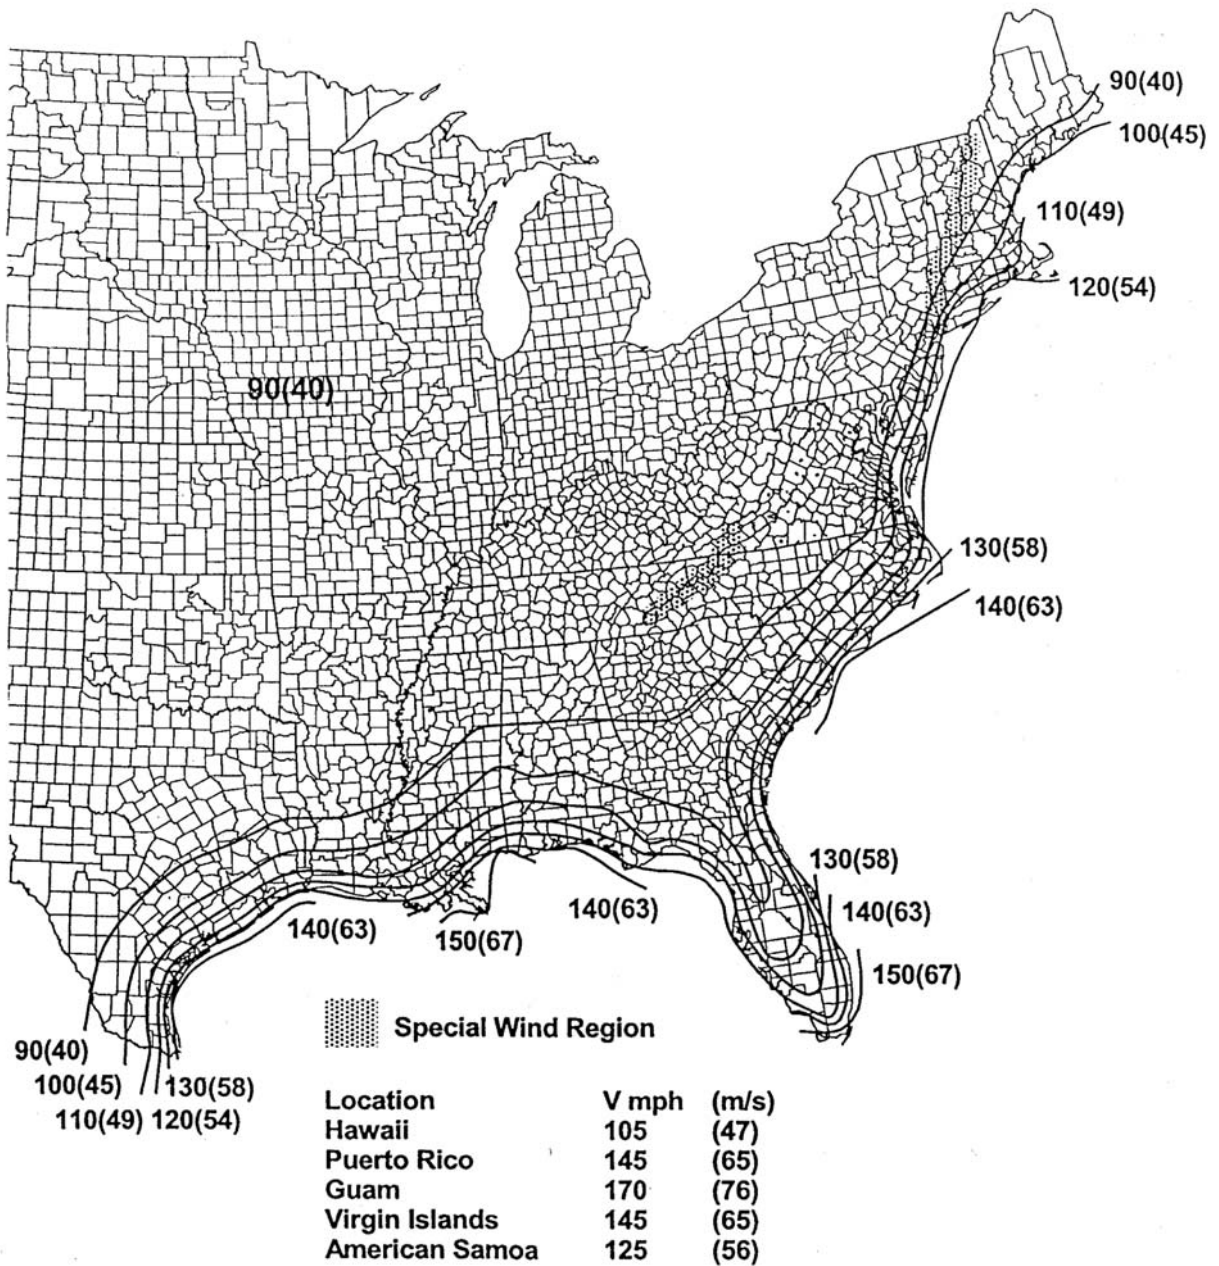 90(40)
100(45)
110(49)
120(54)
90(40)
130(58)
140(63)
130(58)
140(63)
140(63)
140(63)
150(67)
150(67)
Special Wind Region
90(40)
100(45)
130(58)
110(49)
120(54)
Location V mph (m/s)
Hawaii 105 (47)
Puerto Rico 145 (65)
Guam 170 (76)
Virgin Islands 145 (65)
American Samoa 125 (56)